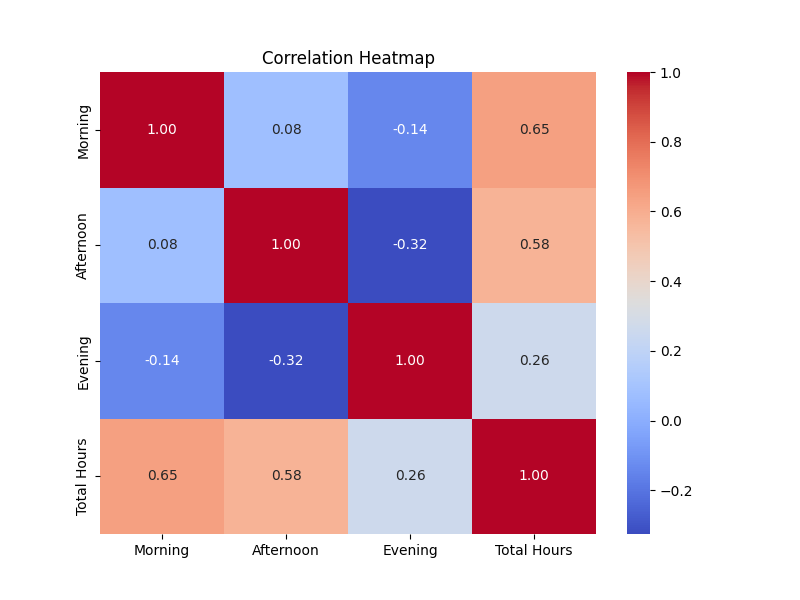 Correlation Heatmap
Morning 1.00 0.08 -0.14 0.65
Afternoon 0.08 1.00 -0.32 0.58
Evening -0.14 -0.32 1.00 0.26
Total Hours 0.65 0.58 0.26 1.00
Morning Afternoon Evening Total Hours
1.0
0.8
0.6
0.4
0.2
0.0
−0.2